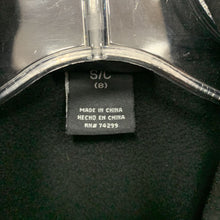 S/C
(8)
MADE IN CHINA
HECHO EN CHINA
RN# 74299